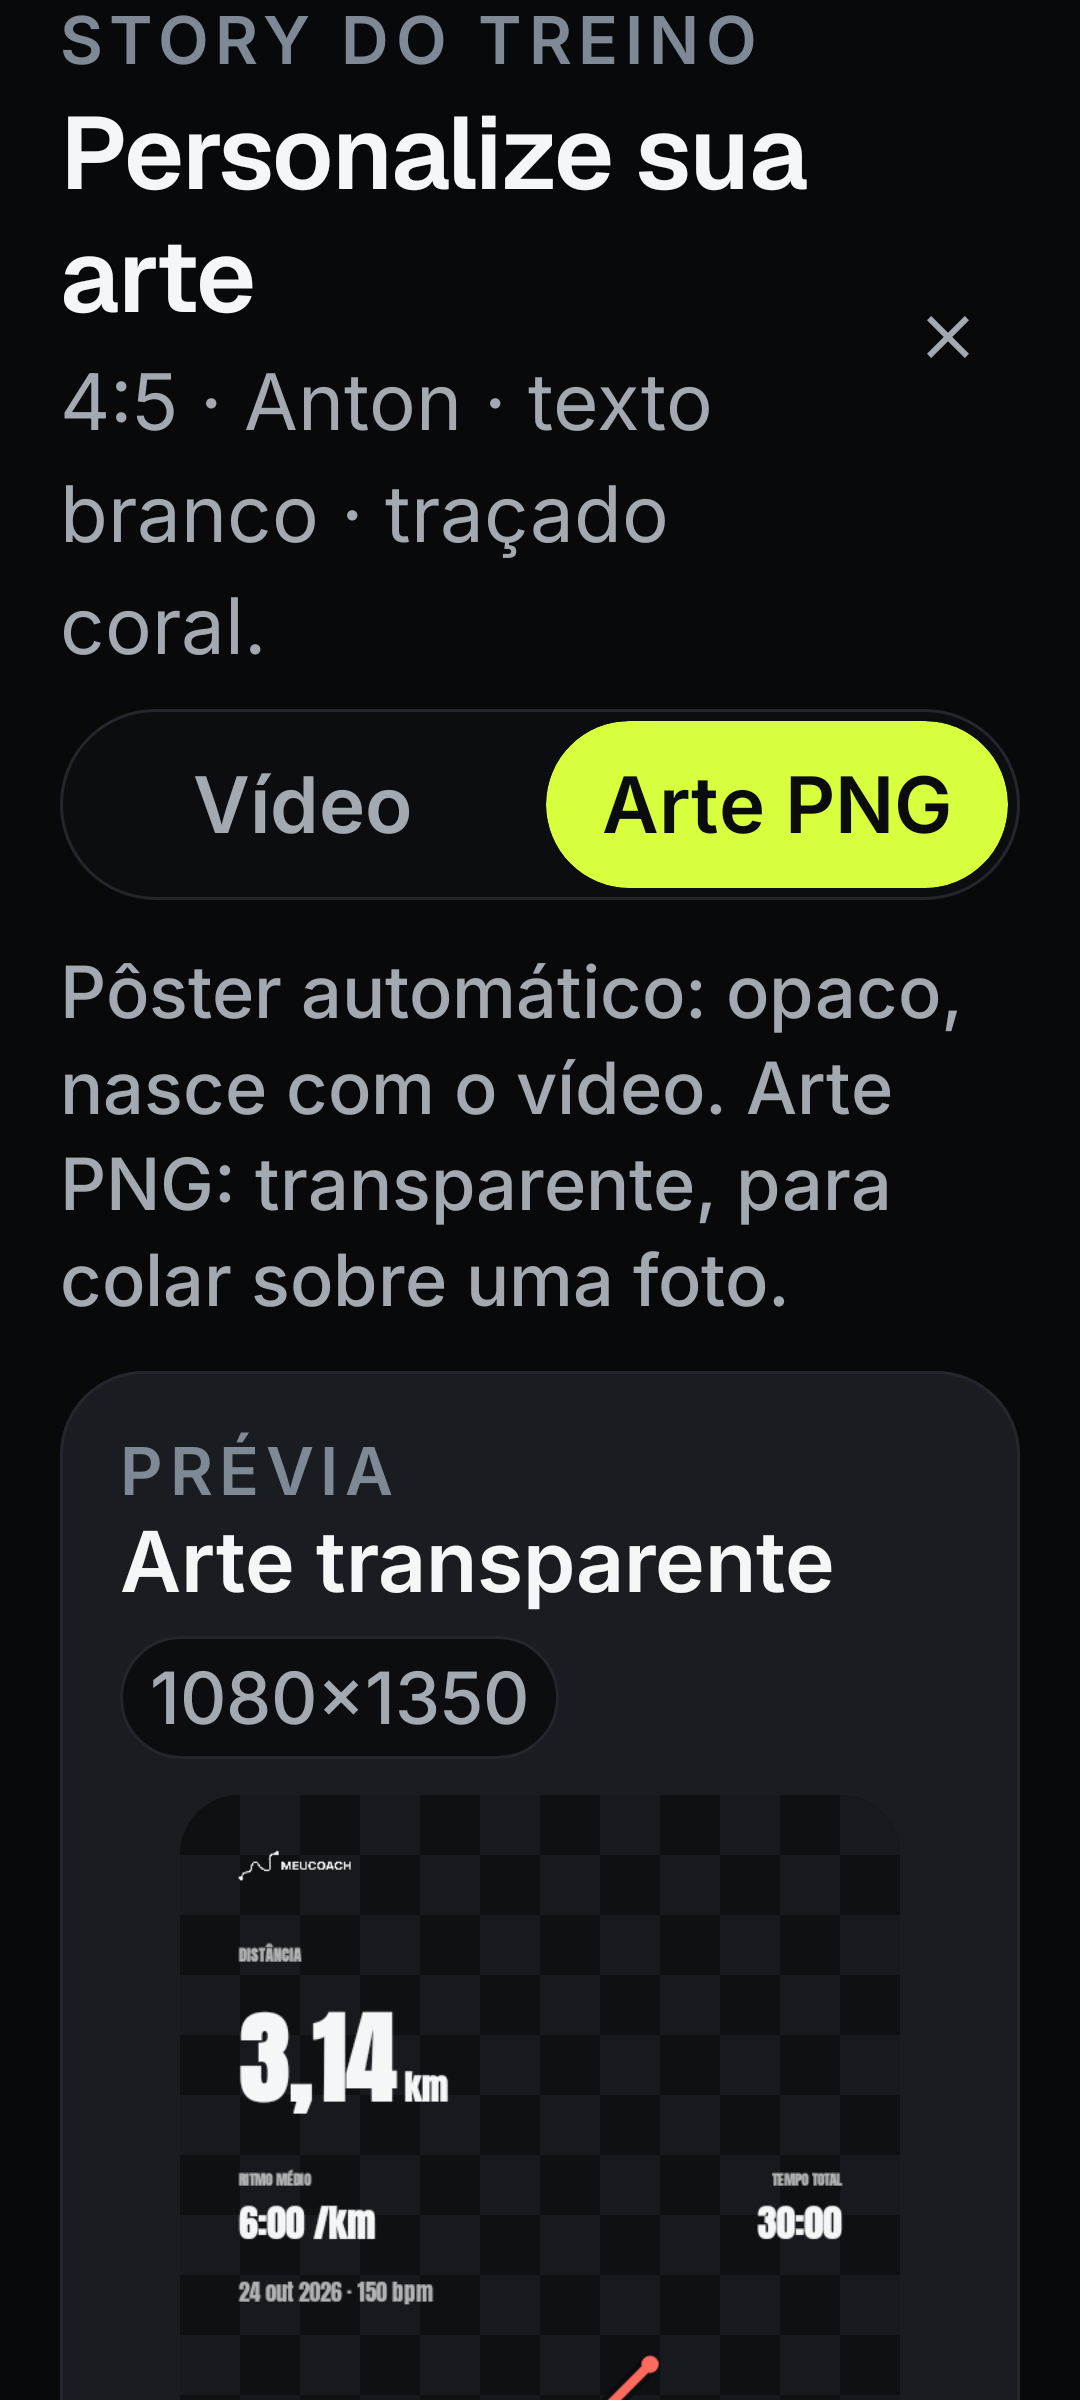 STORY DO TREINO
Personalize sua
arte
4:5 · Anton · texto
branco · traçado
coral.
×
Vídeo
Arte PNG
Pôster automático: opaco,
nasce com o vídeo. Arte
PNG: transparente, para
colar sobre uma foto.
PRÉVIA
Arte transparente
1080×1350
MEUCOACH
DISTÂNCIA
3,14 km
RITMO MÉDIO
TEMPO TOTAL
6:00 /km
30:00
24 out 2026 · 150 bpm